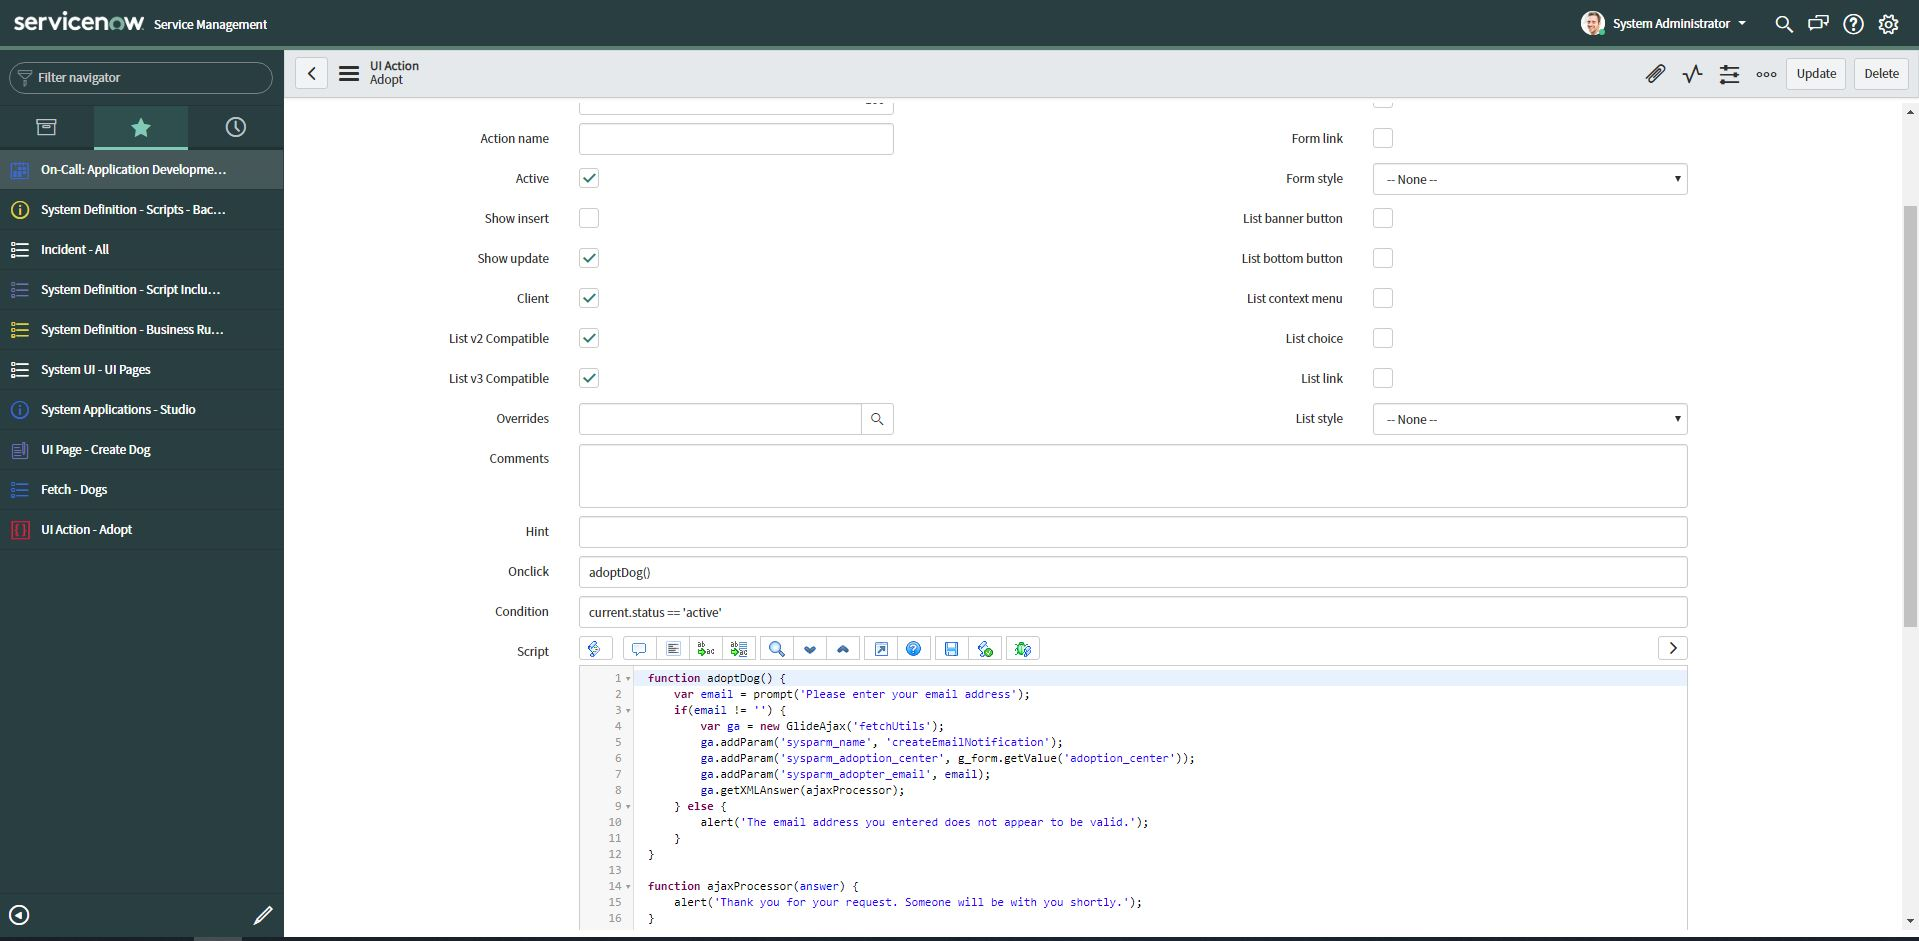 servicenow Service Management
System Administrator
Filter navigator
On-Call: Application Developme...
System Definition - Scripts - Bac...
Incident - All
System Definition - Script Inclu...
System Definition - Business Ru...
System UI - UI Pages
System Applications - Studio
UI Page - Create Dog
Fetch - Dogs
UI Action - Adopt
UI Action
Adopt
Update
Delete
Action name
Form link
Active
Form style
-- None --
Show insert
List banner button
Show update
List bottom button
Client
List context menu
List v2 Compatible
List choice
List v3 Compatible
List link
Overrides
List style
-- None --
Comments
Hint
Onclick
adoptDog()
Condition
current.status == 'active'
Script
1 function adoptDog() {
2 var email = prompt('Please enter your email address');
3 if(email != '') {
4 var ga = new GlideAjax('fetchUtils');
5 ga.addParam('sysparm_name', 'createEmailNotification');
6 ga.addParam('sysparm_adoption_center', g_form.getValue('adoption_center'));
7 ga.addParam('sysparm_adopter_email', email);
8 ga.getXMLAnswer(ajaxProcessor);
9 } else {
10 alert('The email address you entered does not appear to be valid.');
11 }
12 }
13
14 function ajaxProcessor(answer) {
15 alert('Thank you for your request. Someone will be with you shortly.');
16 }